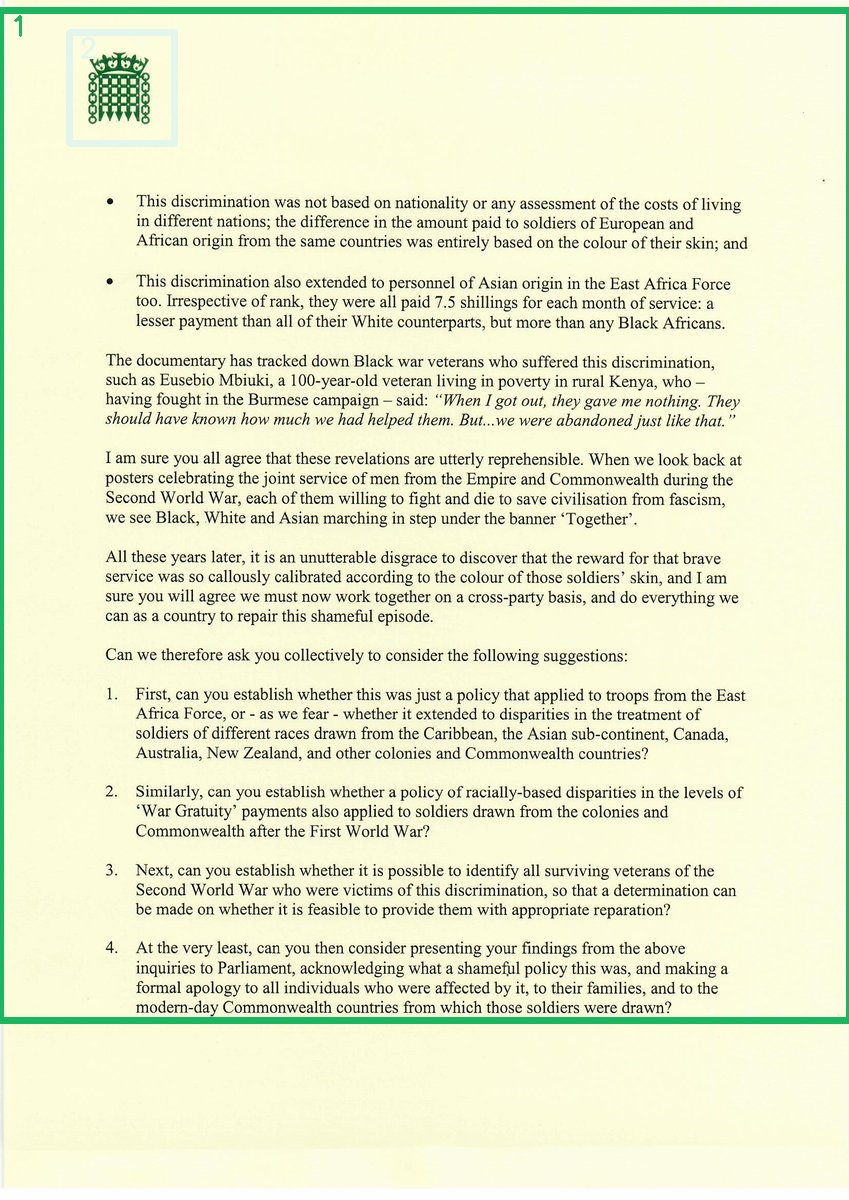 • This discrimination was not based on nationality or any assessment of the costs of living
in different nations; the difference in the amount paid to soldiers of European and
African origin from the same countries was entirely based on the colour of their skin; and
• This discrimination also extended to personnel of Asian origin in the East Africa Force
too. Irrespective of rank, they were all paid 7.5 shillings for each month of service: a
lesser payment than all of their White counterparts, but more than any Black Africans.
The documentary has tracked down Black war veterans who suffered this discrimination,
such as Eusebio Mbiuki, a 100-year-old veteran living in poverty in rural Kenya, who –
having fought in the Burmese campaign – said: “When I got out, they gave me nothing. They
should have known how much we had helped them. But...we were abandoned just like that.”
I am sure you all agree that these revelations are utterly reprehensible. When we look back at
posters celebrating the joint service of men from the Empire and Commonwealth during the
Second World War, each of them willing to fight and die to save civilisation from fascism,
we see Black, White and Asian marching in step under the banner ‘Together’.
All these years later, it is an unutterable disgrace to discover that the reward for that brave
service was so callously calibrated according to the colour of those soldiers’ skin, and I am
sure you will agree we must now work together on a cross-party basis, and do everything we
can as a country to repair this shameful episode.
Can we therefore ask you collectively to consider the following suggestions:
1. First, can you establish whether this was just a policy that applied to troops from the East
Africa Force, or - as we fear - whether it extended to disparities in the treatment of
soldiers of different races drawn from the Caribbean, the Asian sub-continent, Canada,
Australia, New Zealand, and other colonies and Commonwealth countries?
2. Similarly, can you establish whether a policy of racially-based disparities in the levels of
‘War Gratuity’ payments also applied to soldiers drawn from the colonies and
Commonwealth after the First World War?
3. Next, can you establish whether it is possible to identify all surviving veterans of the
Second World War who were victims of this discrimination, so that a determination can
be made on whether it is feasible to provide them with appropriate reparation?
4. At the very least, can you then consider presenting your findings from the above
inquiries to Parliament, acknowledging what a shameful policy this was, and making a
formal apology to all individuals who were affected by it, to their families, and to the
modern-day Commonwealth countries from which those soldiers were drawn?
1
2